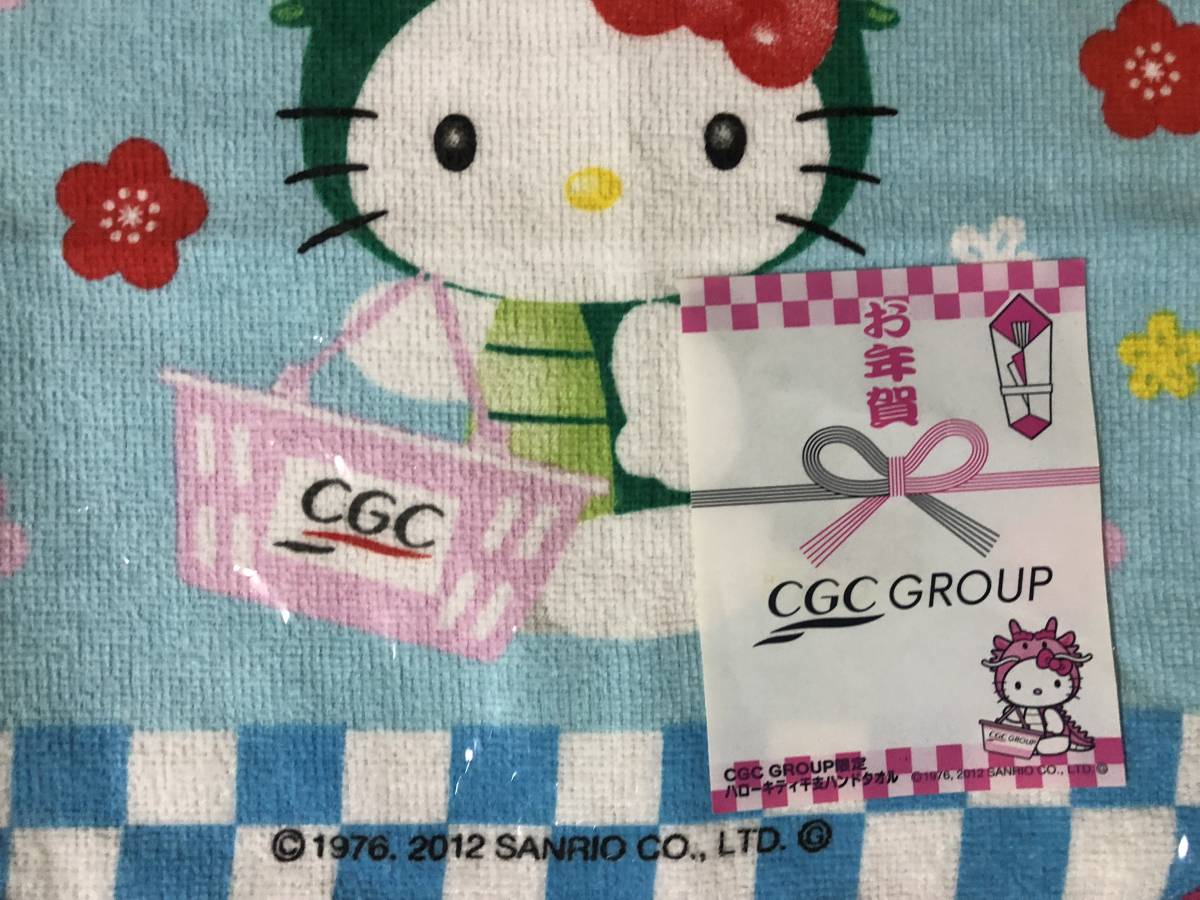 CGC
お年賀
CGC GROUP
CGC GROUP
CGC GROUP限定
ハローキティ干支ハンドタオル ©1976, 2012 SANRIO CO., LTD. Ⓖ
©1976, 2012 SANRIO CO., LTD. Ⓖ